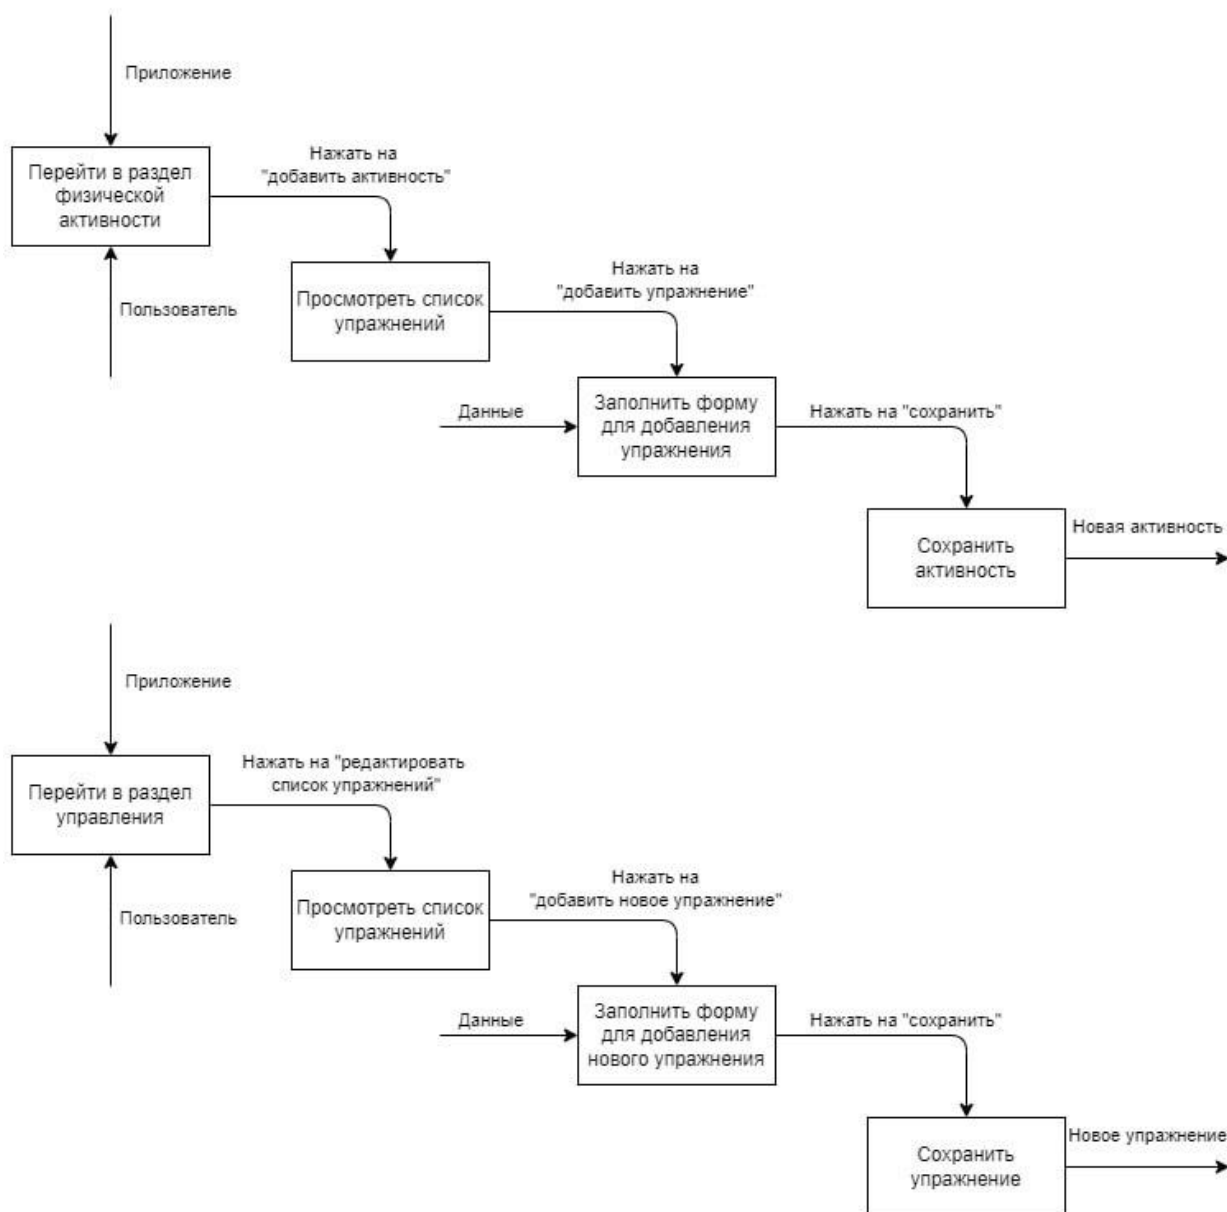 Приложение
Перейти в раздел
физической
активности
Нажать на
"добавить активность"
Пользователь
Просмотреть список
упражнений
Нажать на
"добавить упражнение"
Данные
Заполнить форму
для добавления
упражнения
Нажать на "сохранить"
Сохранить
активность
Новая активность
Приложение
Перейти в раздел
управления
Нажать на "редактировать
список упражнений"
Пользователь
Просмотреть список
упражнений
Нажать на
"добавить новое упражнение"
Данные
Заполнить форму
для добавления
нового упражнения
Нажать на "сохранить"
Сохранить
упражнение
Новое упражнение